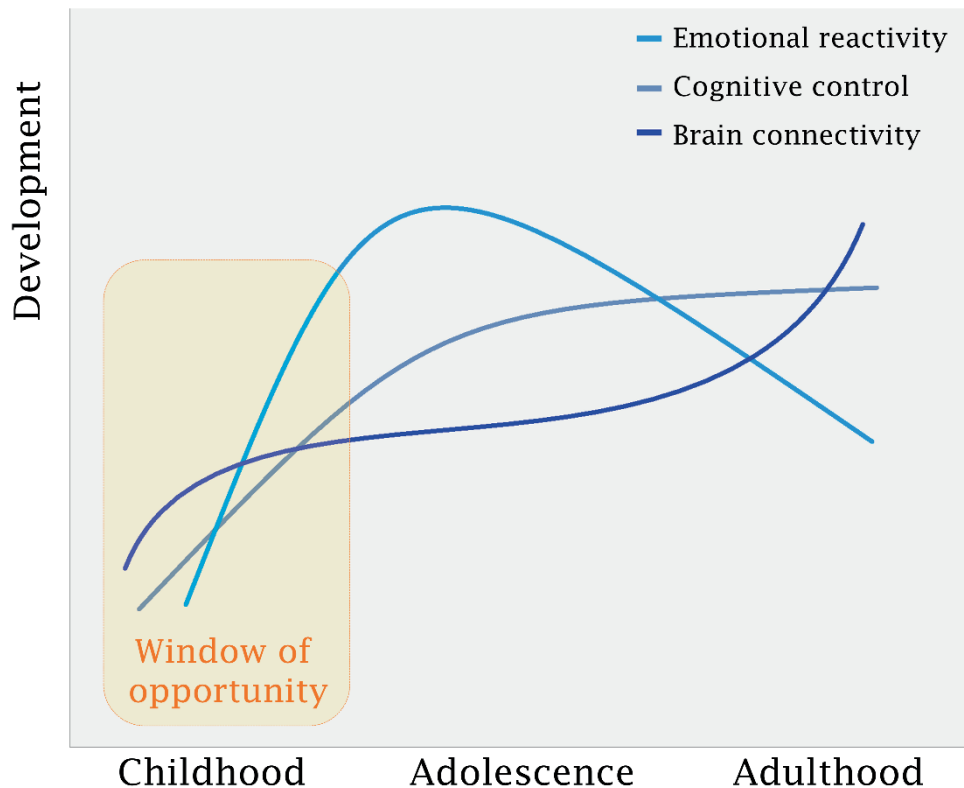 Emotional reactivity
Cognitive control
Brain connectivity
Development
Window of
opportunity
Childhood Adolescence Adulthood